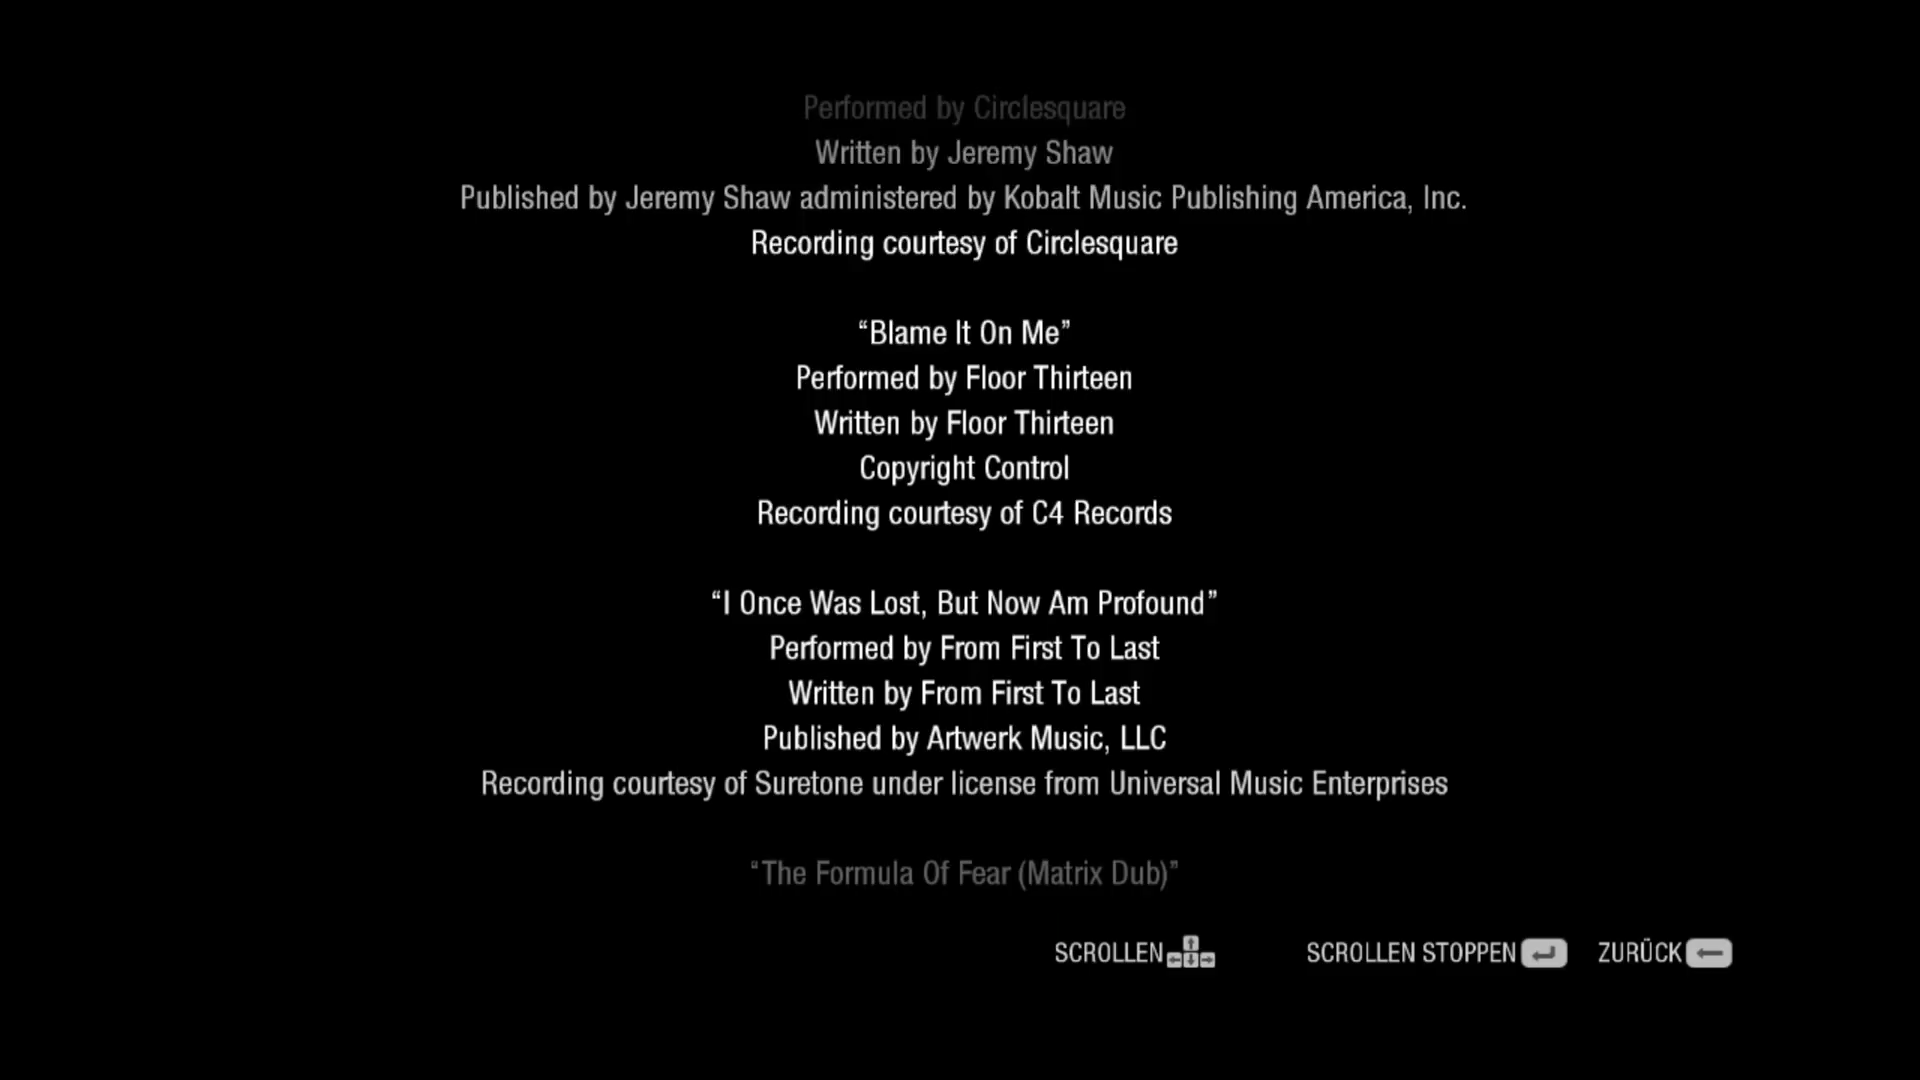 Performed by Circlesquare
Written by Jeremy Shaw
Published by Jeremy Shaw administered by Kobalt Music Publishing America, Inc.
Recording courtesy of Circlesquare
“Blame It On Me”
Performed by Floor Thirteen
Written by Floor Thirteen
Copyright Control
Recording courtesy of C4 Records
“I Once Was Lost, But Now Am Profound”
Performed by From First To Last
Written by From First To Last
Published by Artwerk Music, LLC
Recording courtesy of Suretone under license from Universal Music Enterprises
“The Formula Of Fear (Matrix Dub)”
SCROLLEN SCROLLEN STOPPEN ZURÜCK